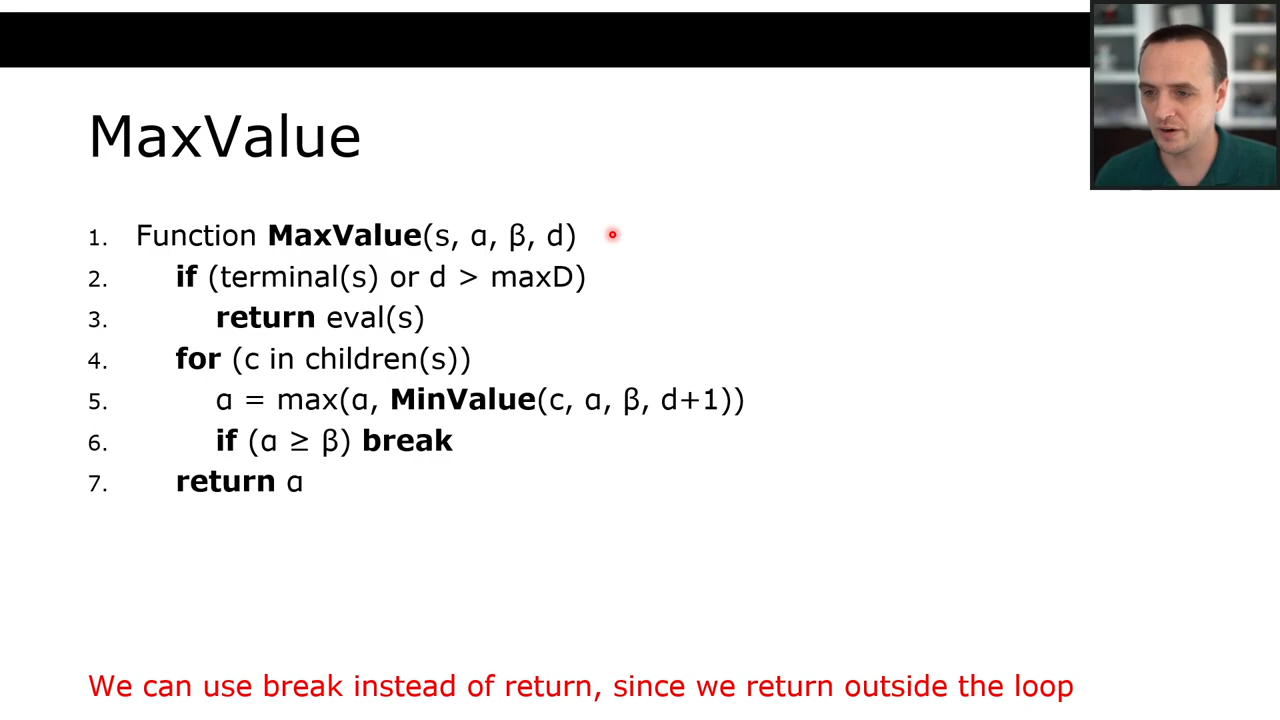 MaxValue
1. Function MaxValue(s, α, β, d)
2. if (terminal(s) or d > maxD)
3. return eval(s)
4. for (c in children(s))
5. α = max(α, MinValue(c, α, β, d+1))
6. if (α ≥ β) break
7. return α
We can use break instead of return, since we return outside the loop